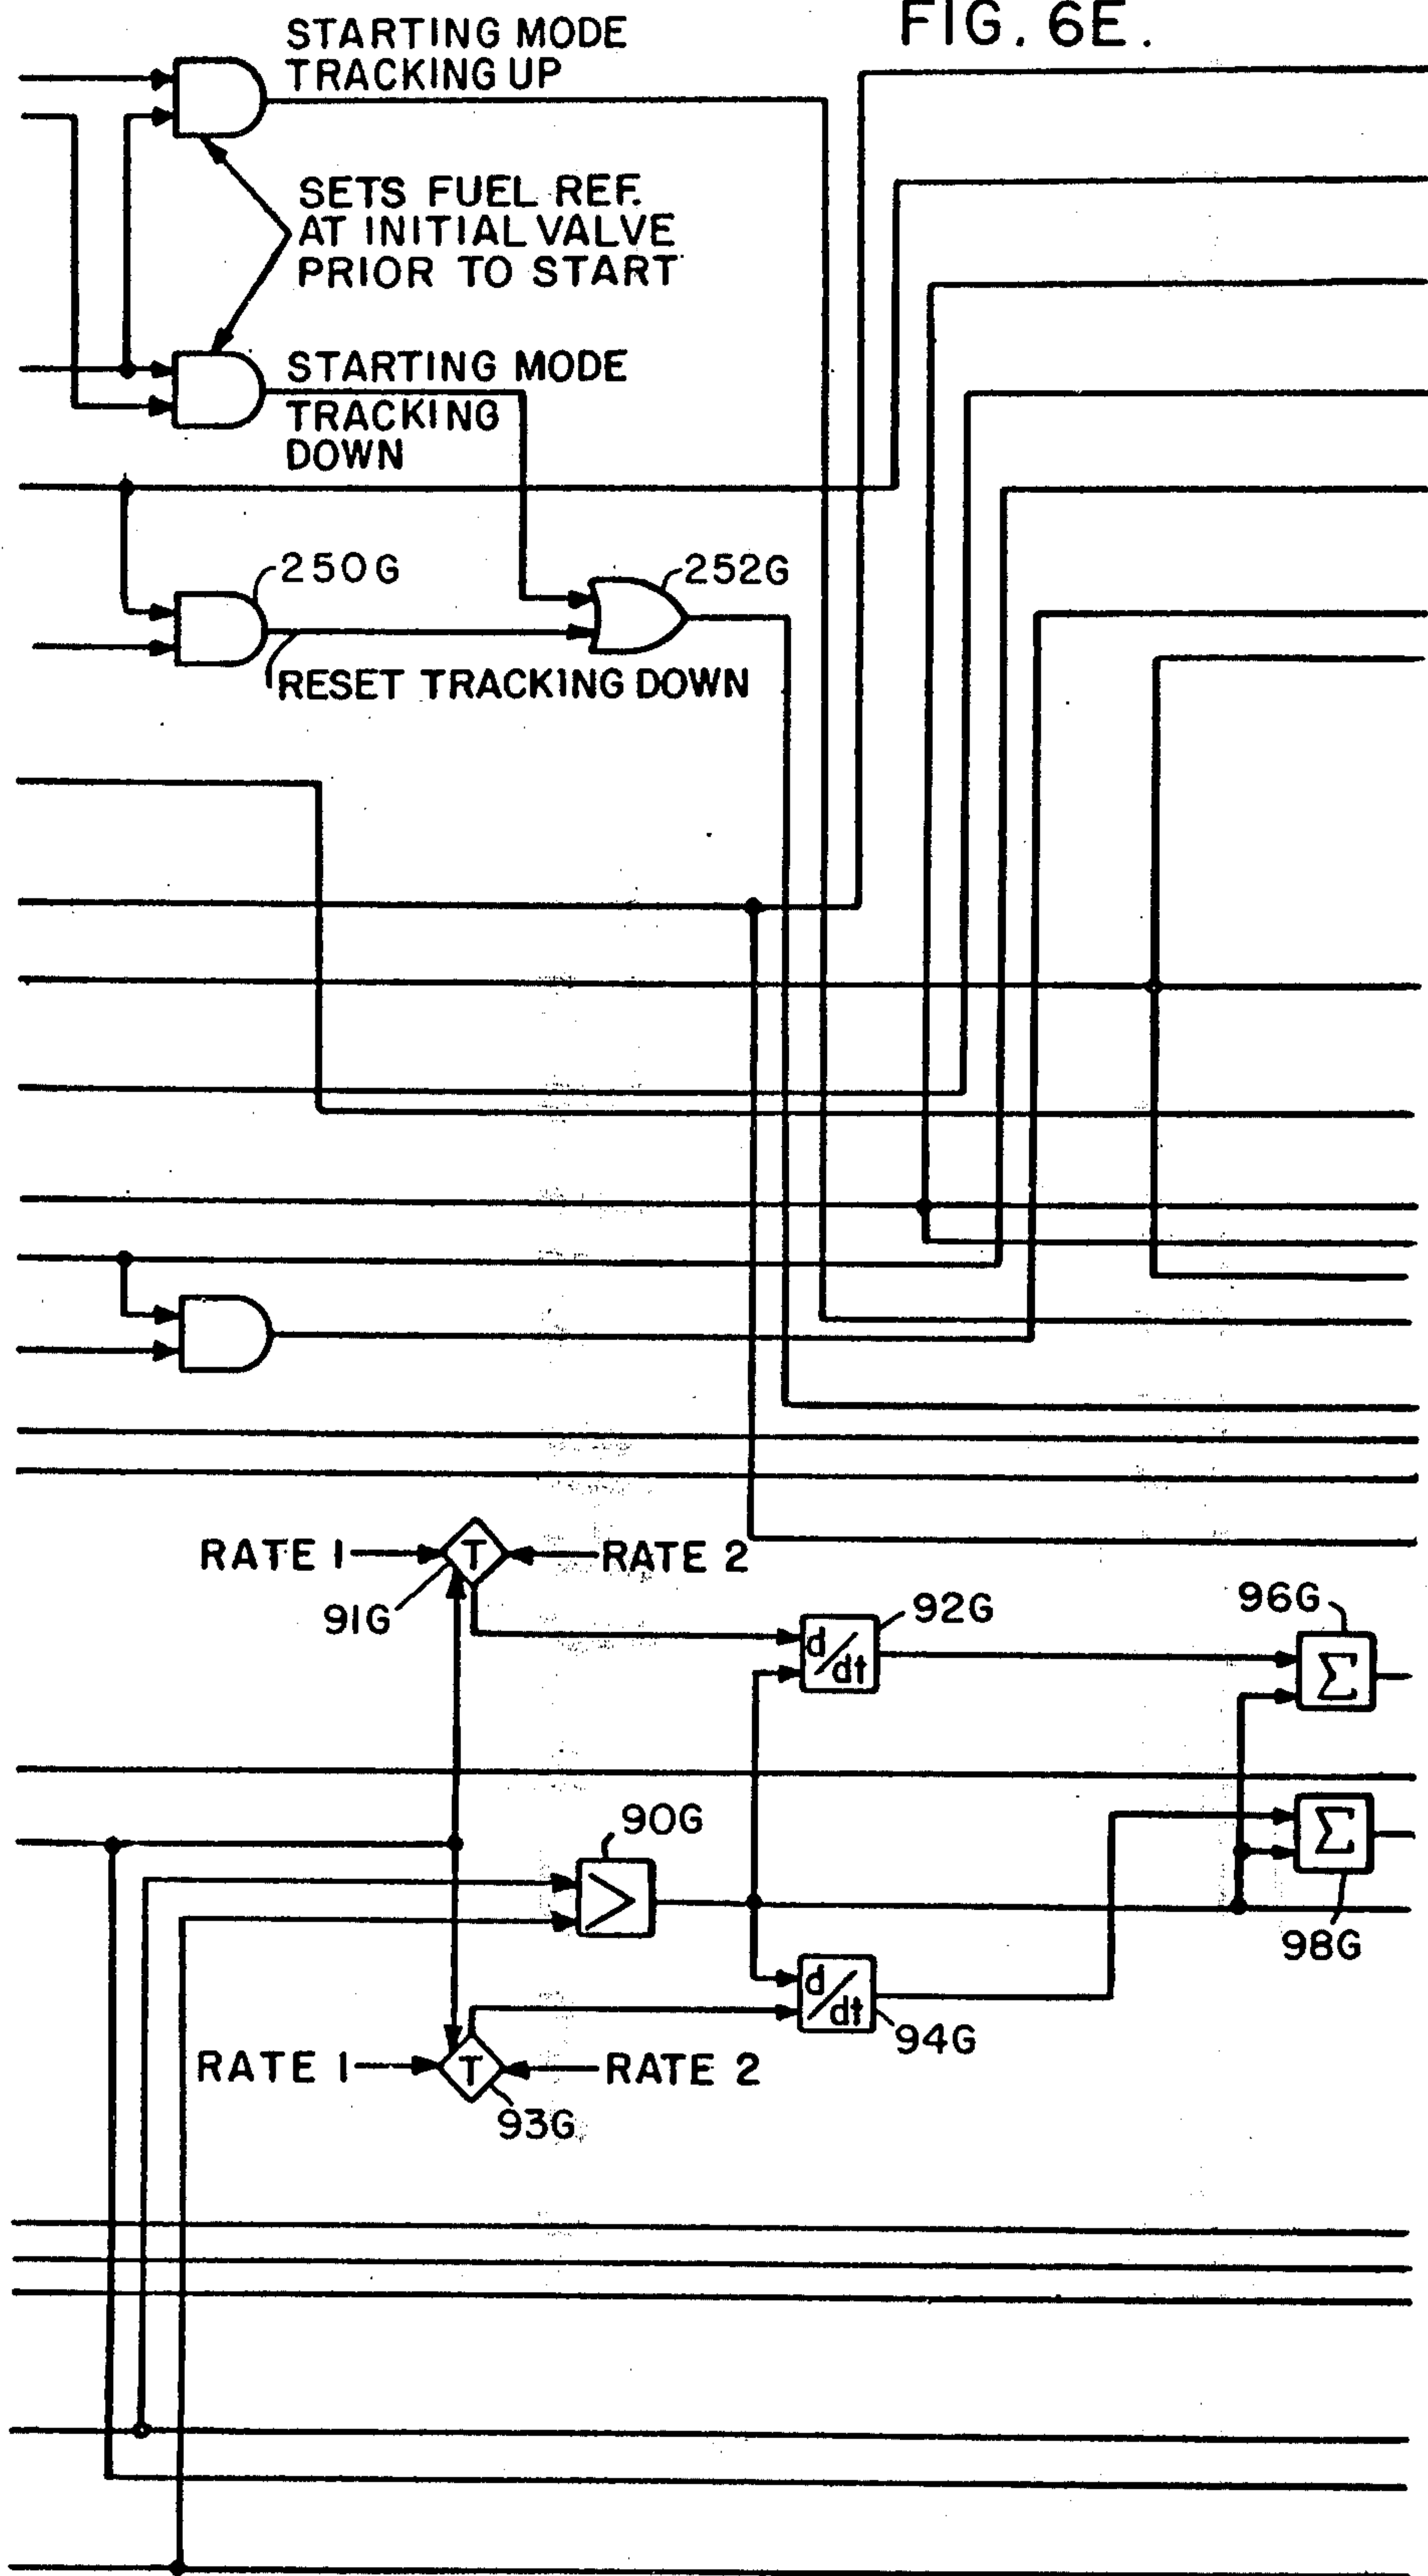 FIG. 6E.
STARTING MODE
TRACKING UP
SETS FUEL REF.
AT INITIAL VALVE
PRIOR TO START
STARTING MODE
TRACKING
DOWN
250G
252G
RESET TRACKING DOWN
RATE 1
T
RATE 2
91G
92G
d/dt
96G
Σ
90G
>
Σ
98G
d/dt
94G
RATE 1
T
RATE 2
93G